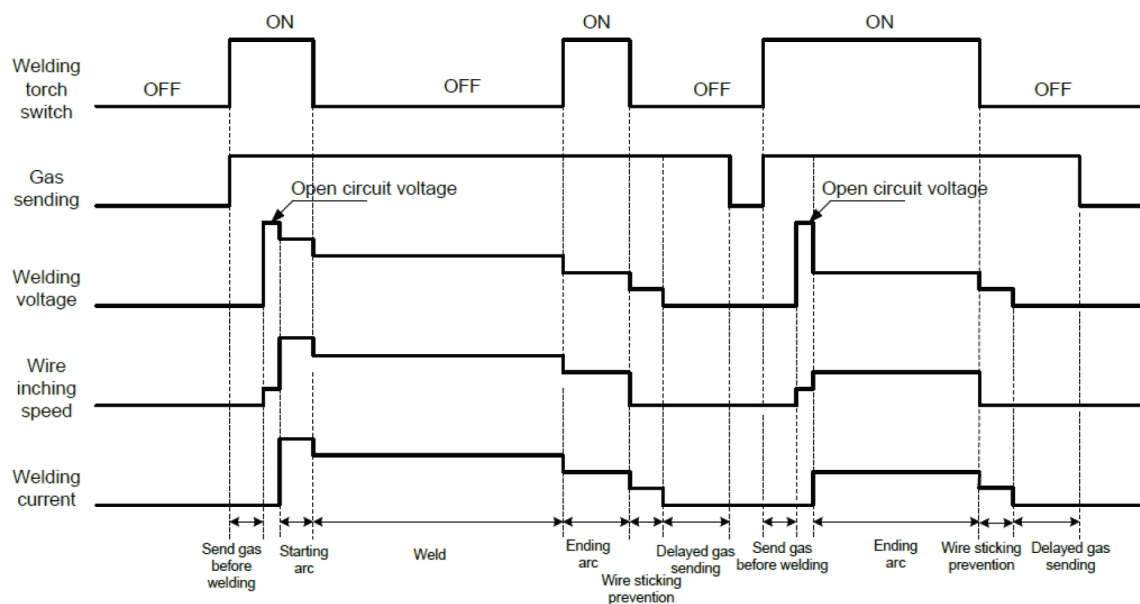 ON
ON
ON
Welding
torch
switch
OFF
OFF
OFF
OFF
Gas
sending
Open circuit voltage
Open circuit voltage
Welding
voltage
Wire
inching
speed
Welding
current
Send gas
before
welding
Starting
arc
Weld
Ending
arc
Wire sticking
prevention
Delayed gas
sending
Send gas
before welding
Ending
arc
Wire sticking
prevention
Delayed gas
sending